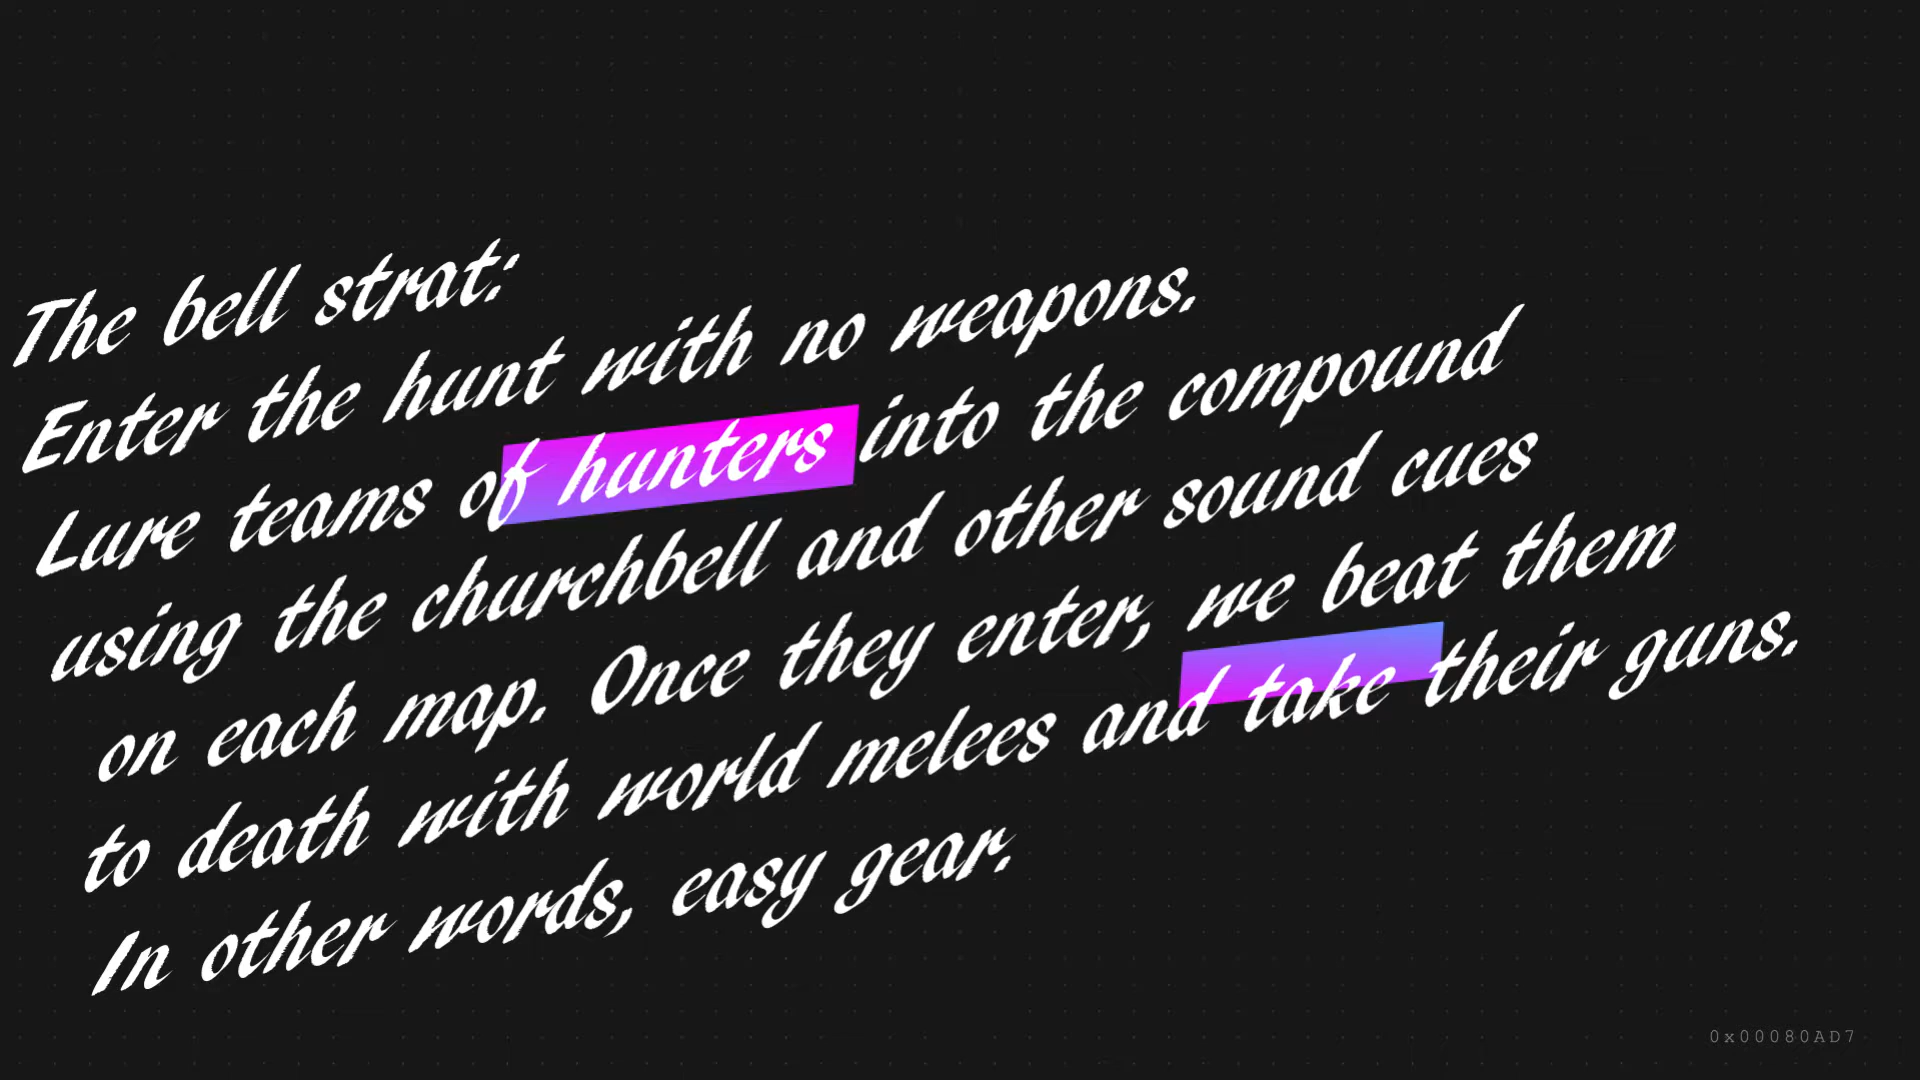 The bell strat:
Enter the hunt with no weapons.
Lure teams of hunters into the compound
using the churchbell and other sound cues
on each map. Once they enter, we beat them
to death with world melees and take their guns.
In other words, easy gear.
0x00080AD7